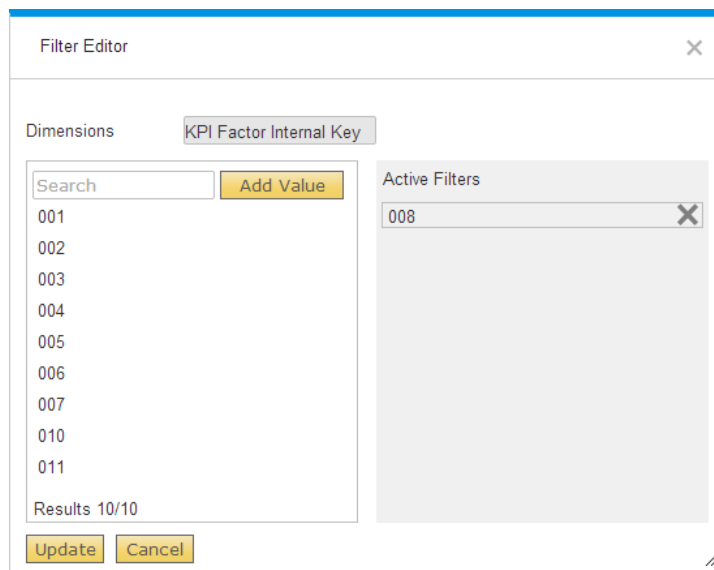 Filter Editor
Dimensions
KPI Factor Internal Key
Search
Add Value
001
002
003
004
005
006
007
010
011
Results 10/10
Active Filters
008
Update
Cancel